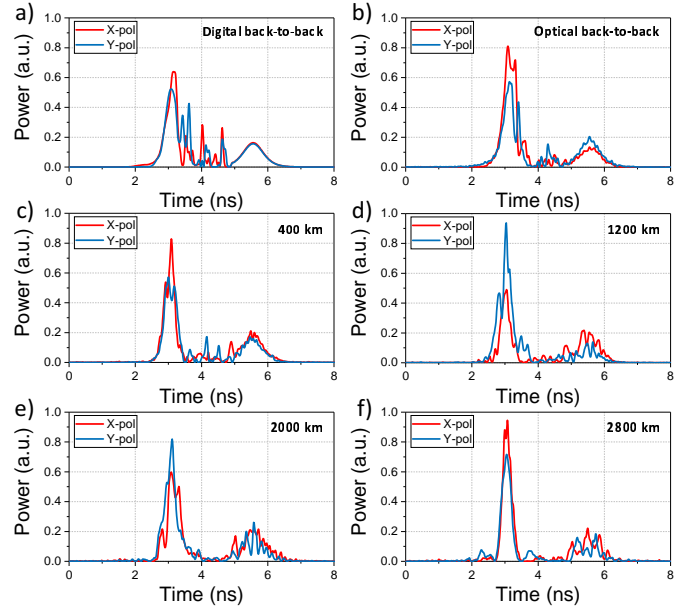 a)
Digital back-to-back
X-pol
Y-pol
Power (a.u.)
1.0
0.8
0.6
0.4
0.2
0.0
0 2 4 6 8
Time (ns)
b)
Optical back-to-back
X-pol
Y-pol
Power (a.u.)
1.0
0.8
0.6
0.4
0.2
0.0
0 2 4 6 8
Time (ns)
c)
400 km
X-pol
Y-pol
Power (a.u.)
1.0
0.8
0.6
0.4
0.2
0.0
0 2 4 6 8
Time (ns)
d)
1200 km
X-pol
Y-pol
Power (a.u.)
1.0
0.8
0.6
0.4
0.2
0.0
0 2 4 6 8
Time (ns)
e)
2000 km
X-pol
Y-pol
Power (a.u.)
1.0
0.8
0.6
0.4
0.2
0.0
0 2 4 6 8
Time (ns)
f)
2800 km
X-pol
Y-pol
Power (a.u.)
1.0
0.8
0.6
0.4
0.2
0.0
0 2 4 6 8
Time (ns)